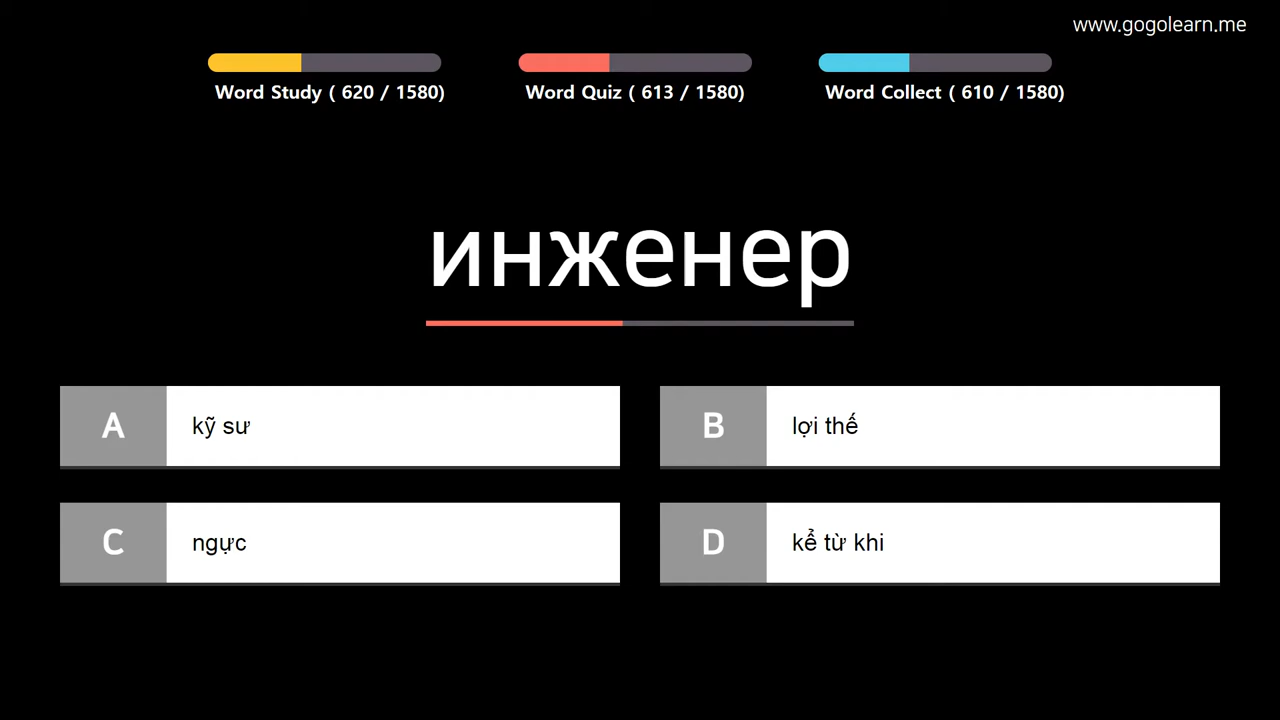 www.gogolearn.me
Word Study ( 620 / 1580)
Word Quiz ( 613 / 1580)
Word Collect ( 610 / 1580)
инженер
A kỹ sư
B lợi thế
C ngực
D kể từ khi